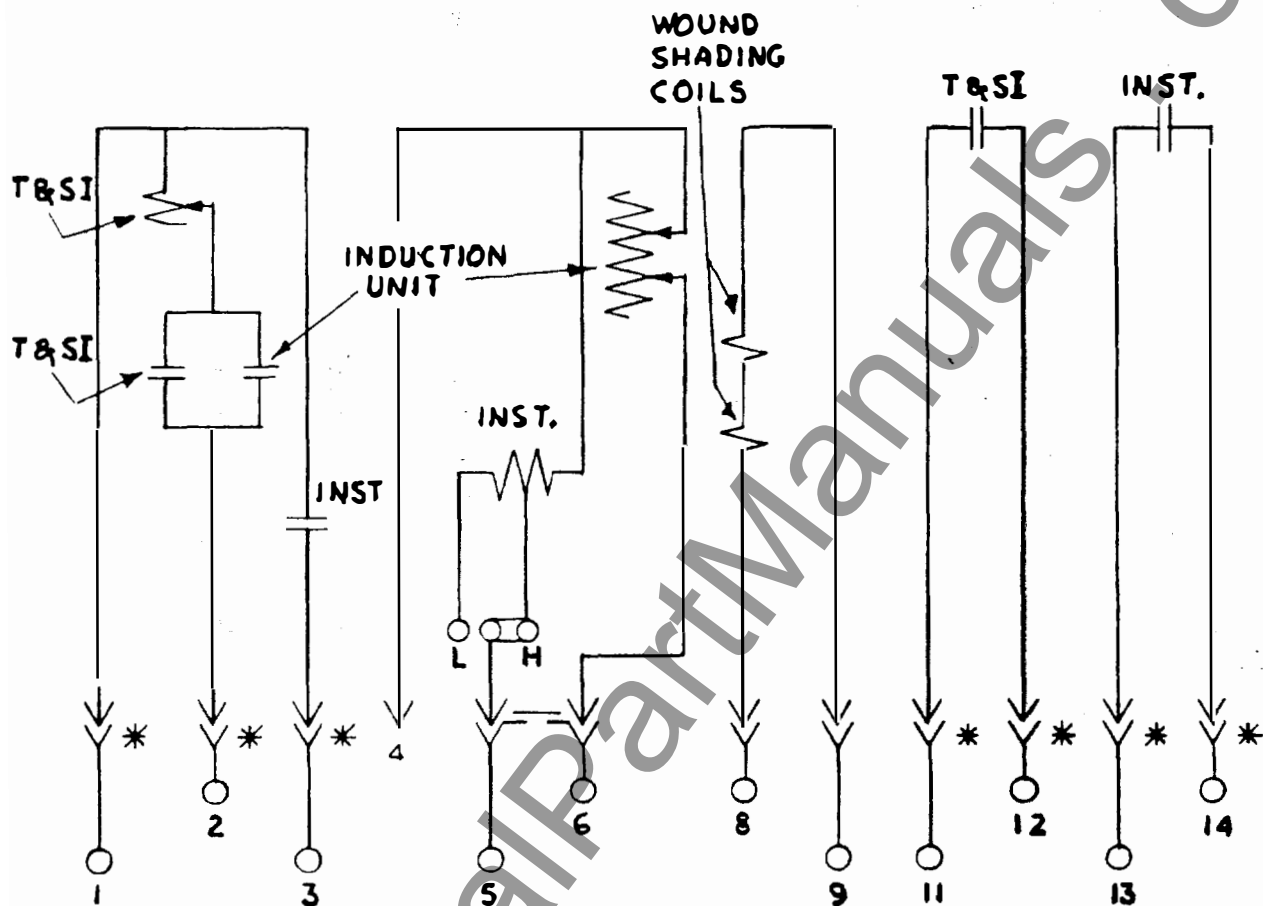 WOUND
SHADING
COILS
T&SI
INST.
T&SI
INDUCTION
UNIT
T&SI
INST.
INST
L
H
*
*
*
4
*
*
*
*
2
6
8
12
14
1
3
5
9
11
13
alPartManuals